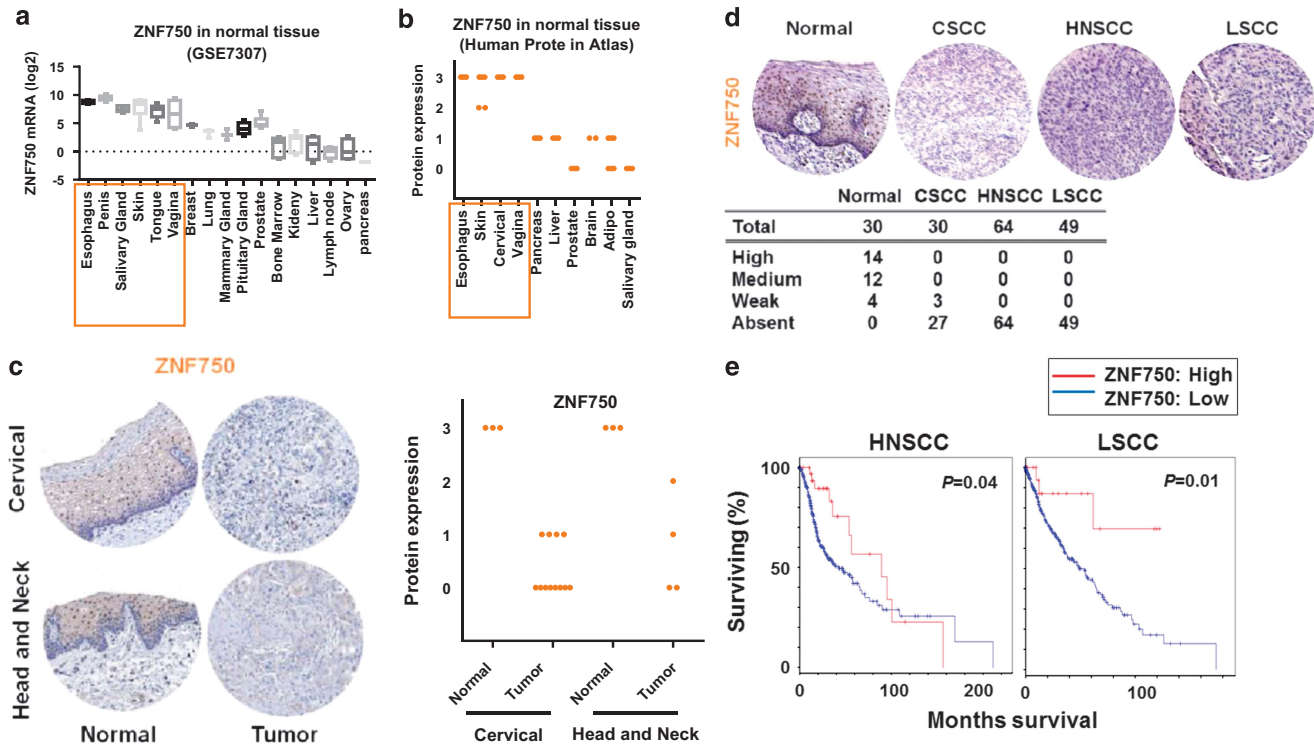 a
ZNF750 in normal tissue
(GSE7307)
ZNF750 mRNA (log2)
15
10
5
0
-5
Esophagus
Penis
Salivary Gland
Skin
Tongue
Vagina
Breast
Lung
Mammary Gland
Pituitary Gland
Prostate
Bone Marrow
Kideny
Liver
Lymph node
Ovary
pancreas
b
ZNF750 in normal tissue
(Human Prote in Atlas)
Protein expression
3
2
1
0
Esophagus
Skin
Cervical
Vagina
Pancreas
Liver
Prostate
Brain
Adipo
Salivary gland
c
ZNF750
Cervical
Head and Neck
Normal
Tumor
ZNF750
Protein expression
3
2
1
0
Normal
Tumor
Normal
Tumor
Cervical
Head and Neck
d
Normal CSCC HNSCC LSCC
ZNF750
Normal CSCC HNSCC LSCC
Total 30 30 64 49
High 14 0 0 0
Medium 12 0 0 0
Weak 4 3 0 0
Absent 0 27 64 49
e
ZNF750: High
ZNF750: Low
HNSCC
LSCC
P=0.04
P=0.01
Surviving (%)
100
50
0
0 100 200
0 100
Months survival